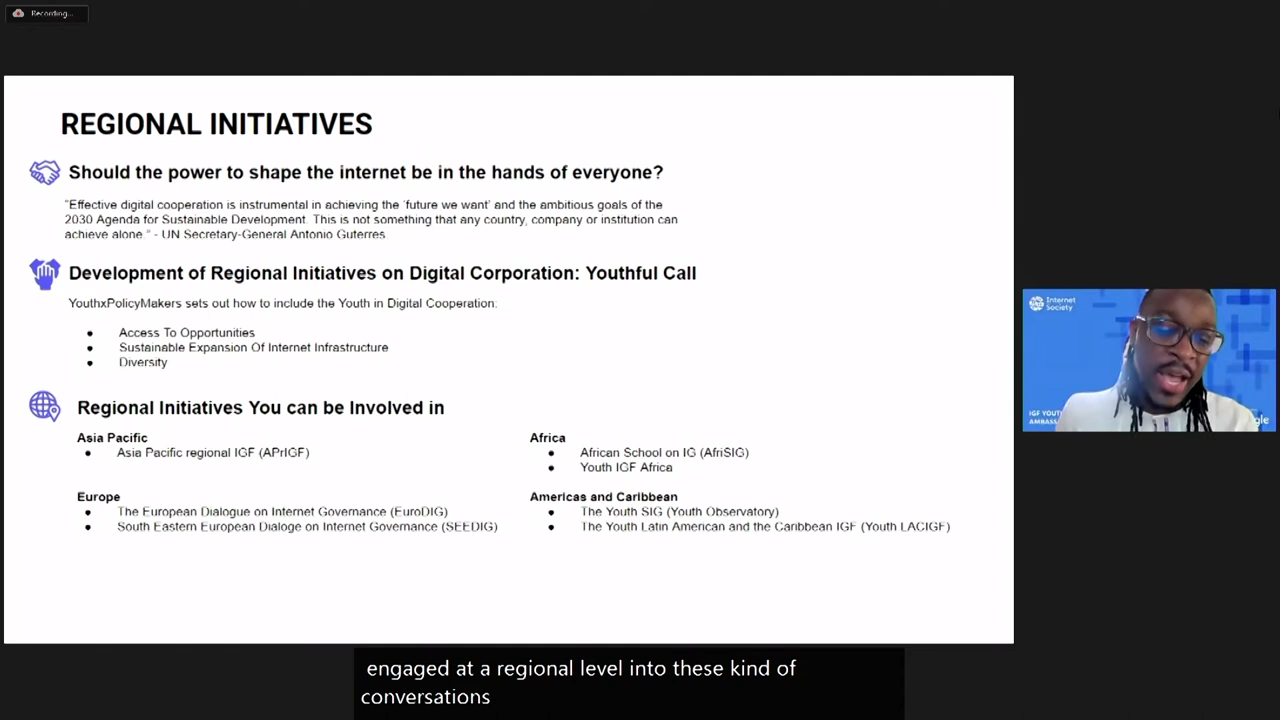 Recording...
REGIONAL INITIATIVES
Should the power to shape the internet be in the hands of everyone?
"Effective digital cooperation is instrumental in achieving the 'future we want' and the ambitious goals of the
2030 Agenda for Sustainable Development. This is not something that any country, company or institution can
achieve alone." - UN Secretary-General Antonio Guterres.
Development of Regional Initiatives on Digital Corporation: Youthful Call
YouthxPolicyMakers sets out how to include the Youth in Digital Cooperation:
● Access To Opportunities
● Sustainable Expansion Of Internet Infrastructure
● Diversity
Regional Initiatives You can be Involved in
Asia Pacific
● Asia Pacific regional IGF (APrIGF)
Africa
● African School on IG (AfriSIG)
● Youth IGF Africa
Europe
● The European Dialogue on Internet Governance (EuroDIG)
● South Eastern European Dialoge on Internet Governance (SEEDIG)
Americas and Caribbean
● The Youth SIG (Youth Observatory)
● The Youth Latin American and the Caribbean IGF (Youth LACIGF)
Internet
Society
IGF YOUTH
AMBASS
gle
engaged at a regional level into these kind of
conversations